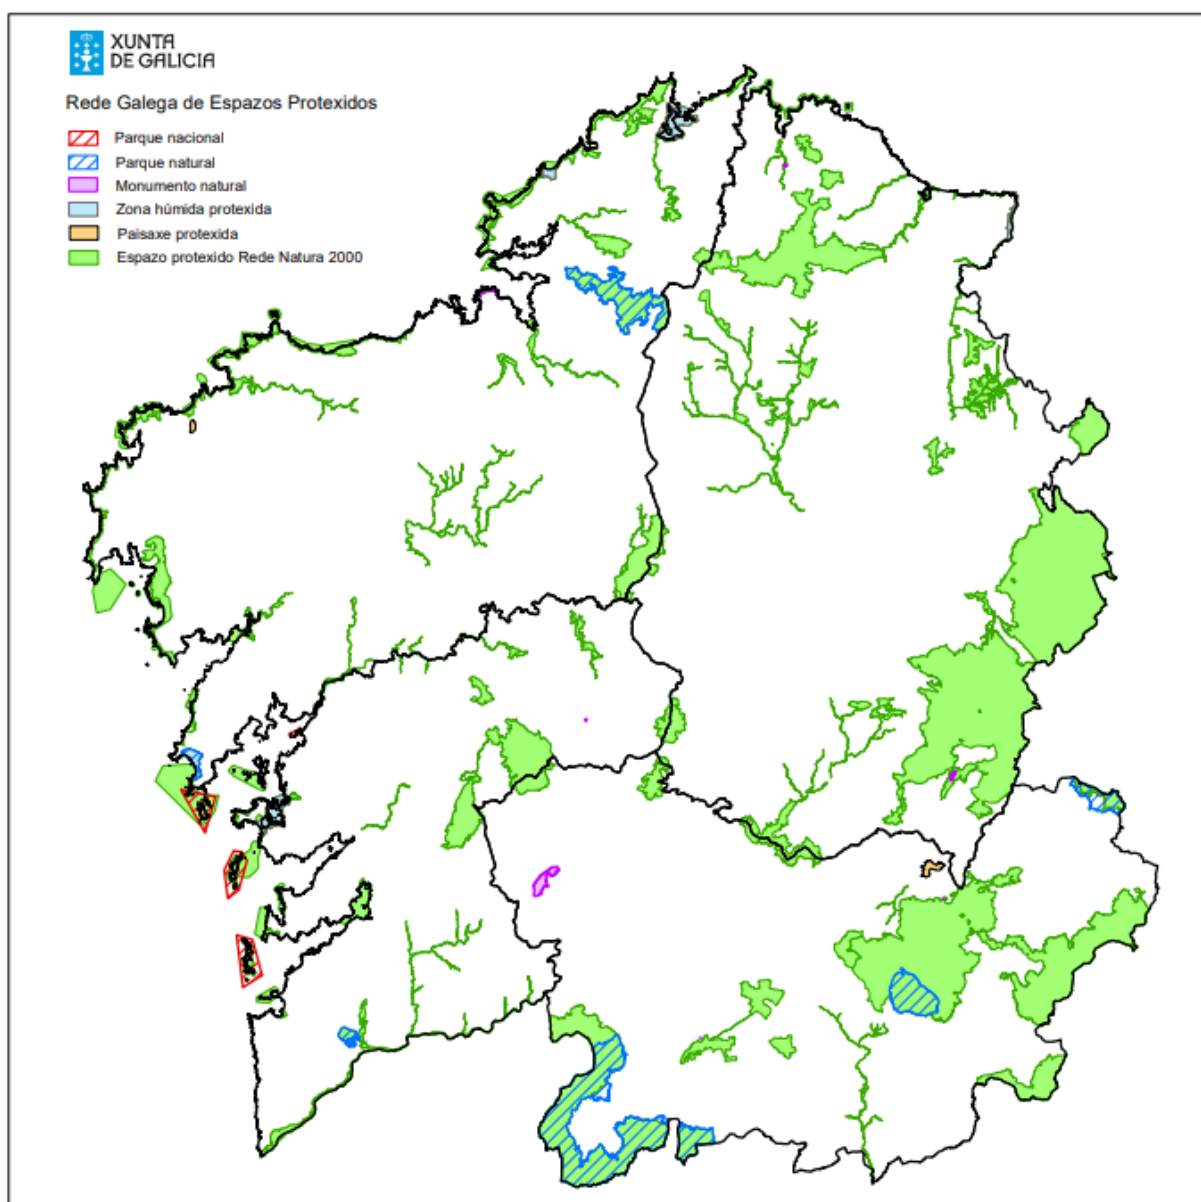 XUNTA
DE GALICIA
Rede Galega de Espazos Protexidos
Parque nacional
Parque natural
Monumento natural
Zona húmida protexida
Paisaxe protexida
Espazo protexido Rede Natura 2000